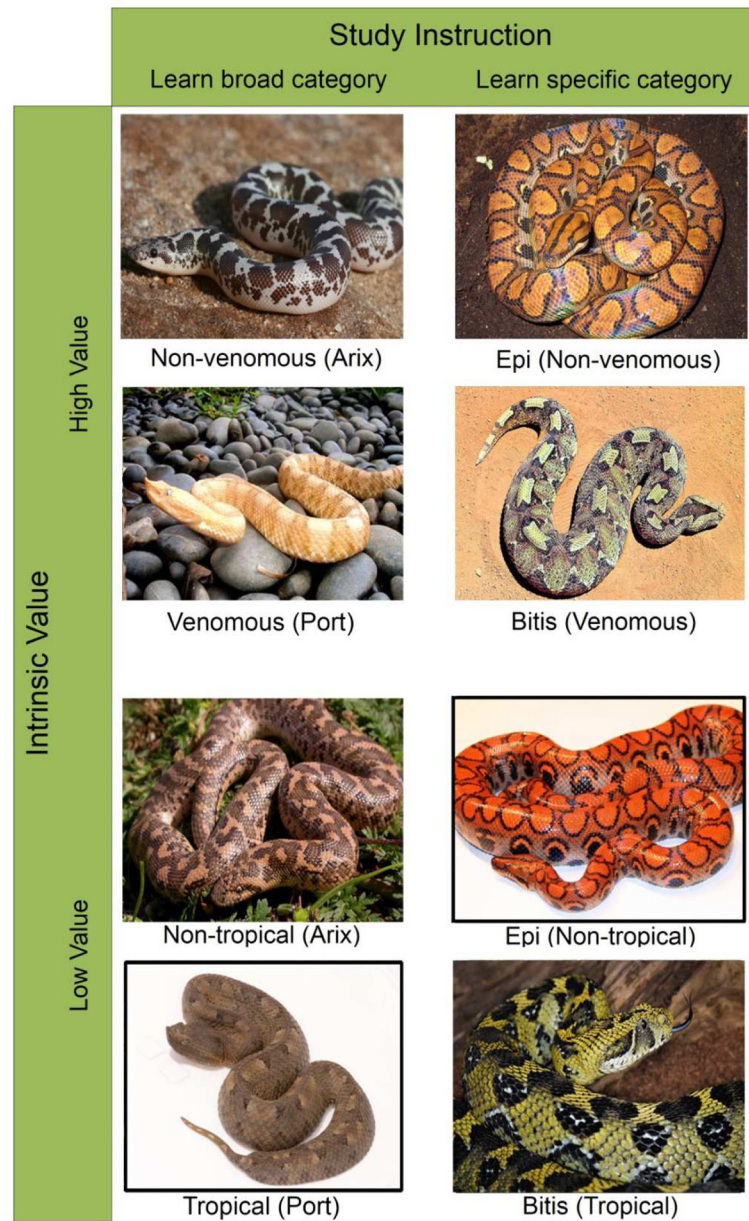 Study Instruction
Learn broad category
Learn specific category
Intrinsic Value
High Value
Non-venomous (Arix)
Epi (Non-venomous)
Venomous (Port)
Bitis (Venomous)
Low Value
Non-tropical (Arix)
Epi (Non-tropical)
Tropical (Port)
Bitis (Tropical)